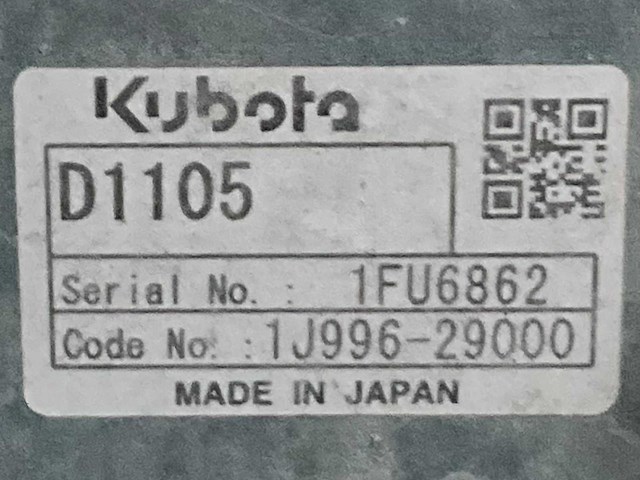 Kubota
D1105
Serial No. : 1FU6862
Code No. : 1J996-29000
MADE IN JAPAN